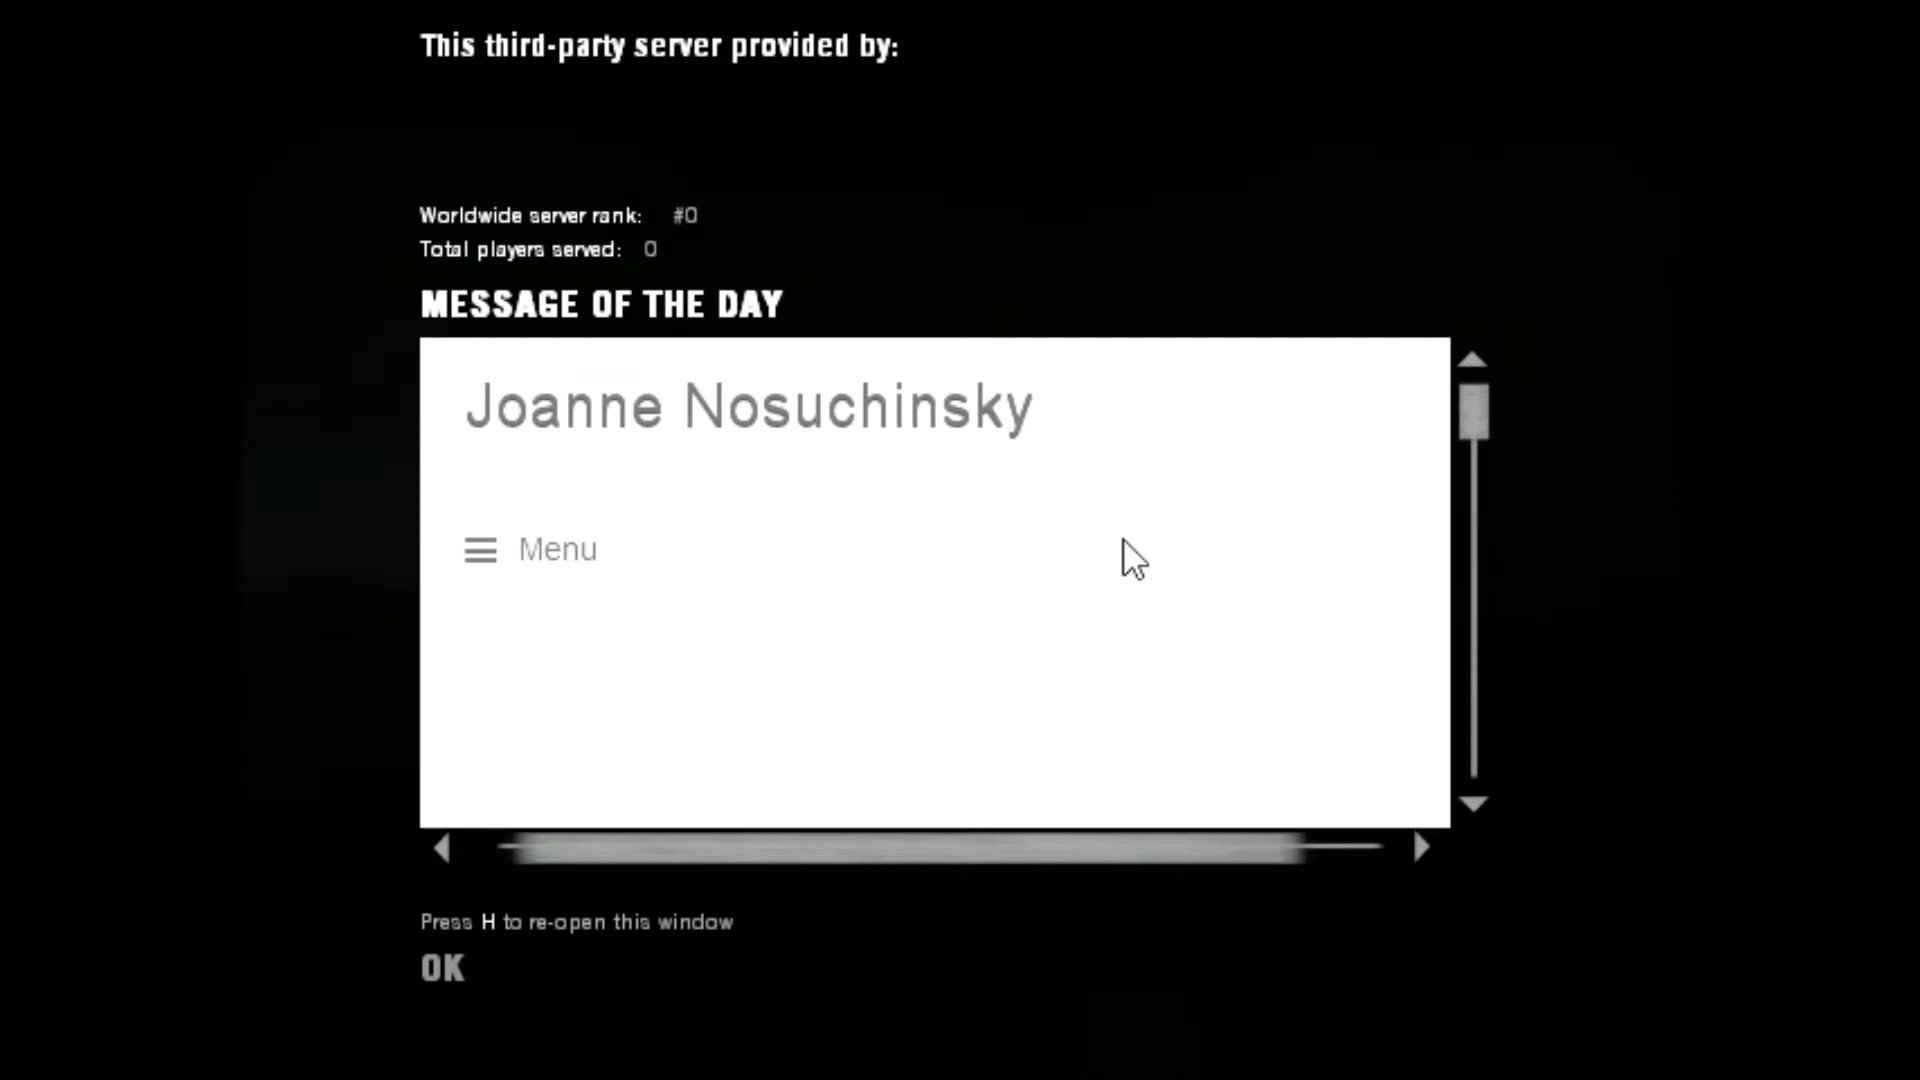 This third-party server provided by:
Worldwide server rank: #0
Total players served: 0
MESSAGE OF THE DAY
Joanne Nosuchinsky
Menu
Press H to re-open this window
OK